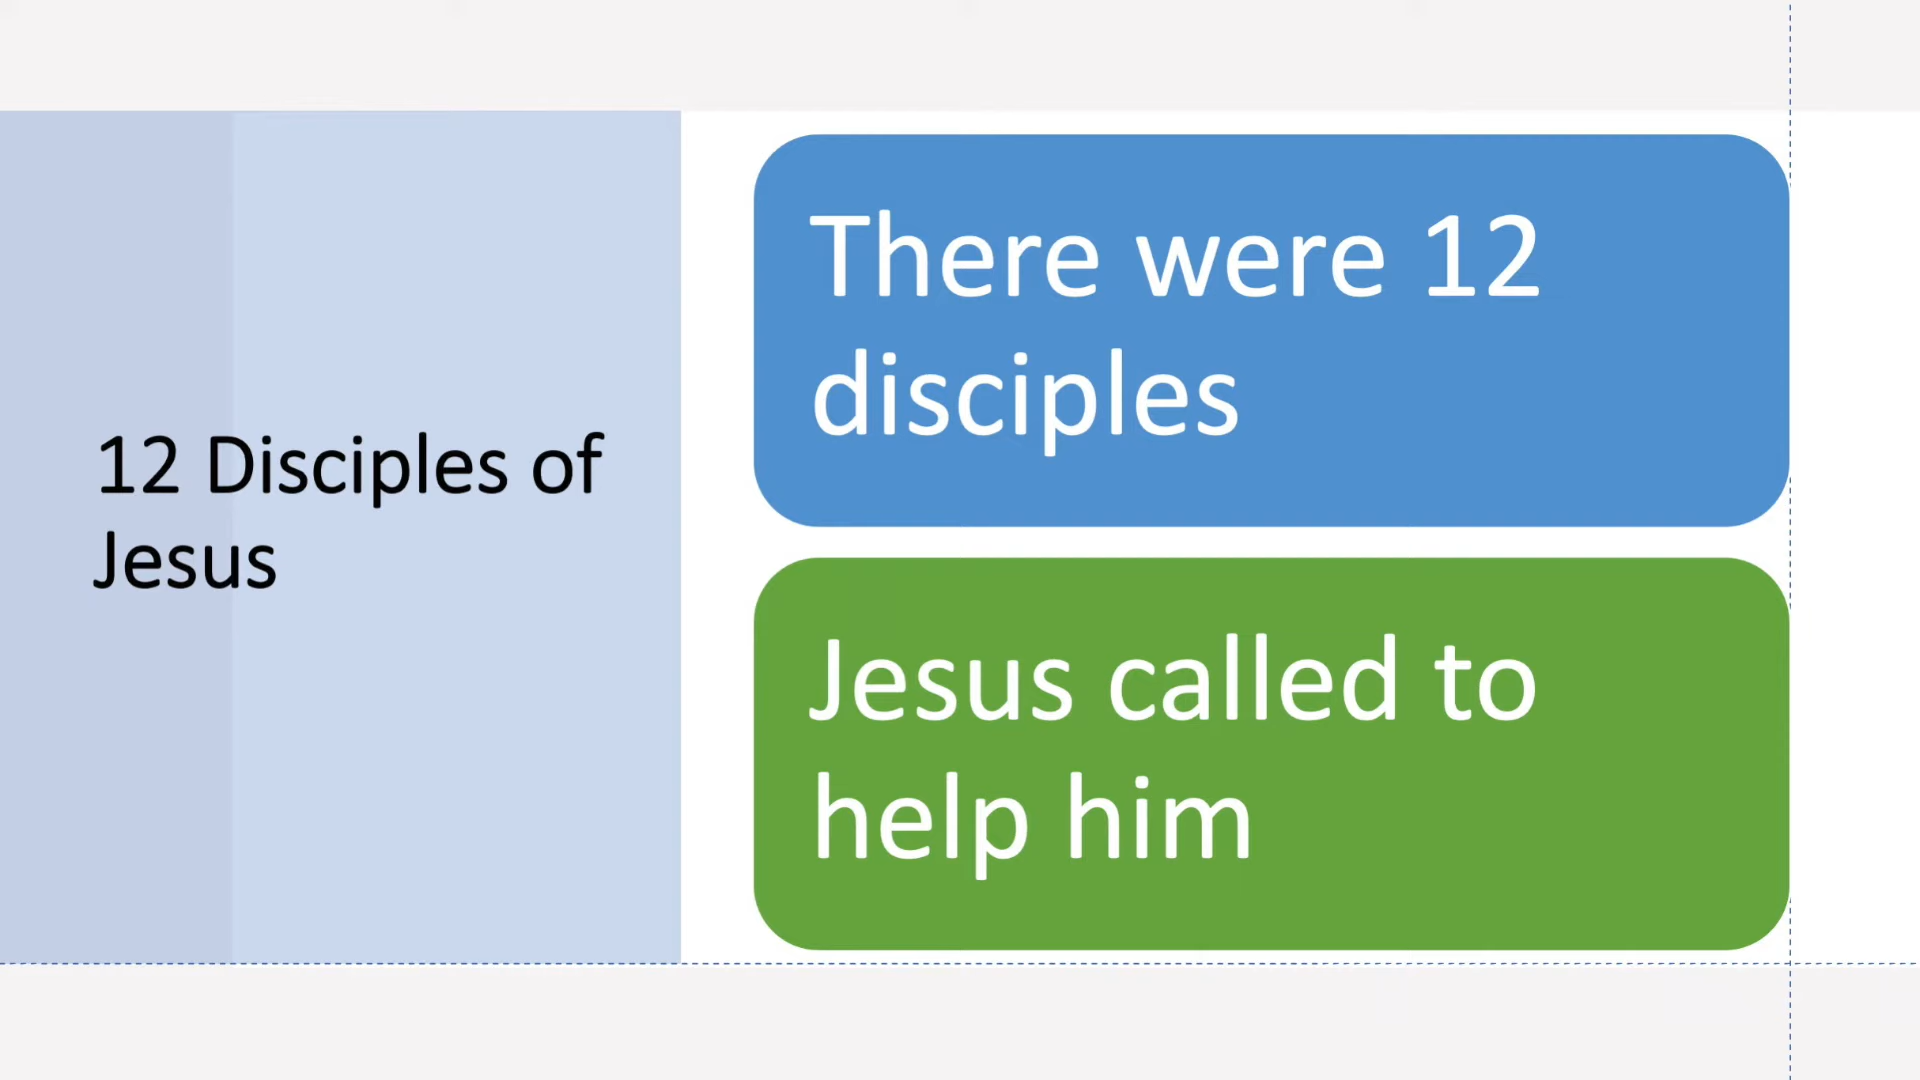 12 Disciples of
Jesus
There were 12
disciples
Jesus called to
help him